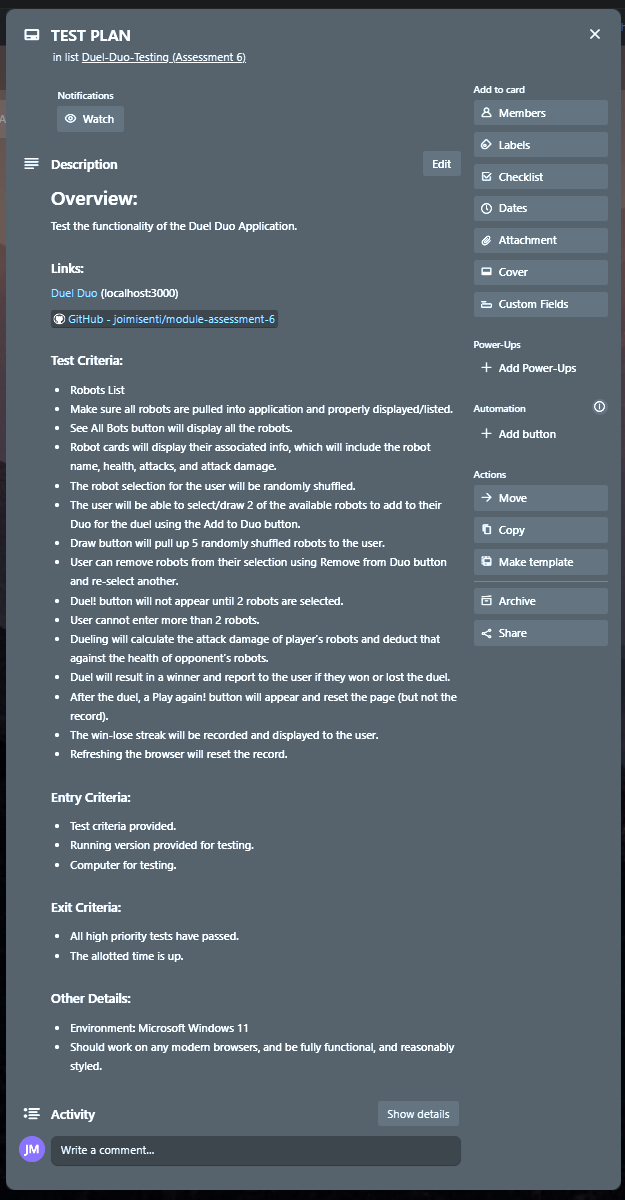 TEST PLAN
in list Duel-Duo-Testing (Assessment 6)
Notifications
Watch
Description
Edit
Overview:
Test the functionality of the Duel Duo Application.
Links:
Duel Duo (localhost:3000)
GitHub - joimisenti/module-assessment-6
Test Criteria:
• Robots List
• Make sure all robots are pulled into application and properly displayed/listed.
• See All Bots button will display all the robots.
• Robot cards will display their associated info, which will include the robot
name, health, attacks, and attack damage.
• The robot selection for the user will be randomly shuffled.
• The user will be able to select/draw 2 of the available robots to add to their
Duo for the duel using the Add to Duo button.
• Draw button will pull up 5 randomly shuffled robots to the user.
• User can remove robots from their selection using Remove from Duo button
and re-select another.
• Duel! button will not appear until 2 robots are selected.
• User cannot enter more than 2 robots.
• Dueling will calculate the attack damage of player's robots and deduct that
against the health of opponent's robots.
• Duel will result in a winner and report to the user if they won or lost the duel.
• After the duel, a Play again! button will appear and reset the page (but not the
record).
• The win-lose streak will be recorded and displayed to the user.
• Refreshing the browser will reset the record.
Entry Criteria:
• Test criteria provided.
• Running version provided for testing.
• Computer for testing.
Exit Criteria:
• All high priority tests have passed.
• The allotted time is up.
Other Details:
• Environment: Microsoft Windows 11
• Should work on any modern browsers, and be fully functional, and reasonably
styled.
Activity
Show details
JM
Write a comment...
Add to card
Members
Labels
Checklist
Dates
Attachment
Cover
Custom Fields
Power-Ups
+ Add Power-Ups
Automation
+ Add button
Actions
Move
Copy
Make template
Archive
Share